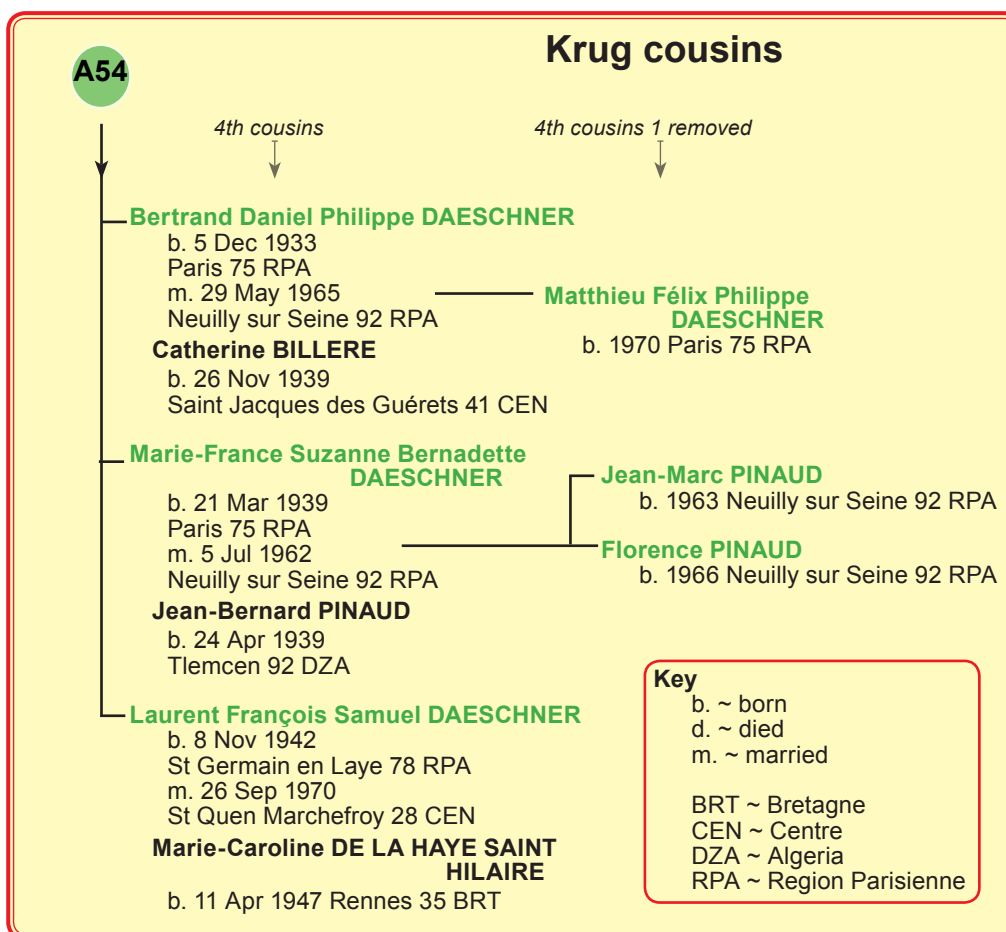 Krug cousins
A54
4th cousins
4th cousins 1 removed
Bertrand Daniel Philippe DAESCHNER
b. 5 Dec 1933
Paris 75 RPA
m. 29 May 1965
Neuilly sur Seine 92 RPA
Catherine BILLERE
b. 26 Nov 1939
Saint Jacques des Guérets 41 CEN
Matthieu Félix Philippe
DAESCHNER
b. 1970 Paris 75 RPA
Marie-France Suzanne Bernadette
DAESCHNER
b. 21 Mar 1939
Paris 75 RPA
m. 5 Jul 1962
Neuilly sur Seine 92 RPA
Jean-Bernard PINAUD
b. 24 Apr 1939
Tlemcen 92 DZA
Jean-Marc PINAUD
b. 1963 Neuilly sur Seine 92 RPA
Florence PINAUD
b. 1966 Neuilly sur Seine 92 RPA
Laurent François Samuel DAESCHNER
b. 8 Nov 1942
St Germain en Laye 78 RPA
m. 26 Sep 1970
St Quen Marchefroy 28 CEN
Marie-Caroline DE LA HAYE SAINT
HILAIRE
b. 11 Apr 1947 Rennes 35 BRT
Key
b. ~ born
d. ~ died
m. ~ married
BRT ~ Bretagne
CEN ~ Centre
DZA ~ Algeria
RPA ~ Region Parisienne